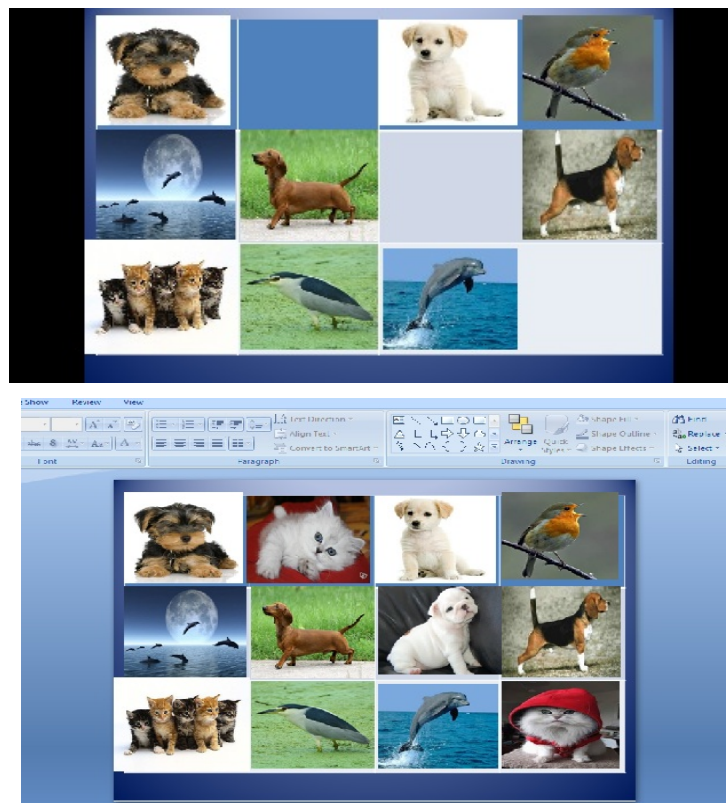 Show Review View
Text Direction
Align Text
Convert to SmartArt
Arrange
Quick
Styles
Shape Fill
Shape Outline
Shape Effects
Find
Replace
Select
Font Paragraph Drawing Editing